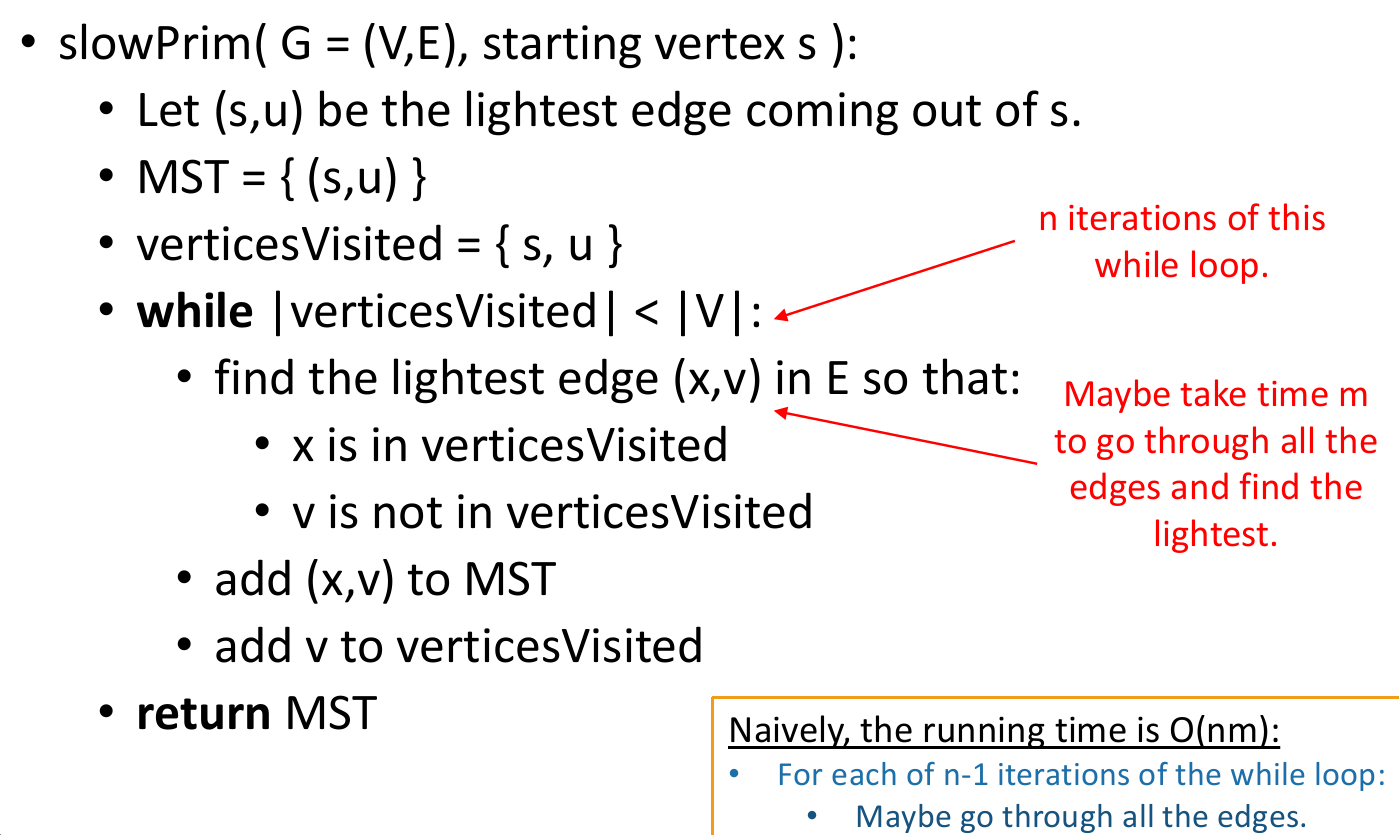 • slowPrim( G = (V,E), starting vertex s ):
• Let (s,u) be the lightest edge coming out of s.
• MST = { (s,u) }
• verticesVisited = { s, u }
• while |verticesVisited| < |V|:
n iterations of this
while loop.
• find the lightest edge (x,v) in E so that:
• x is in verticesVisited
• v is not in verticesVisited
Maybe take time m
to go through all the
edges and find the
lightest.
• add (x,v) to MST
• add v to verticesVisited
• return MST
Naively, the running time is O(nm):
• For each of n-1 iterations of the while loop:
• Maybe go through all the edges.